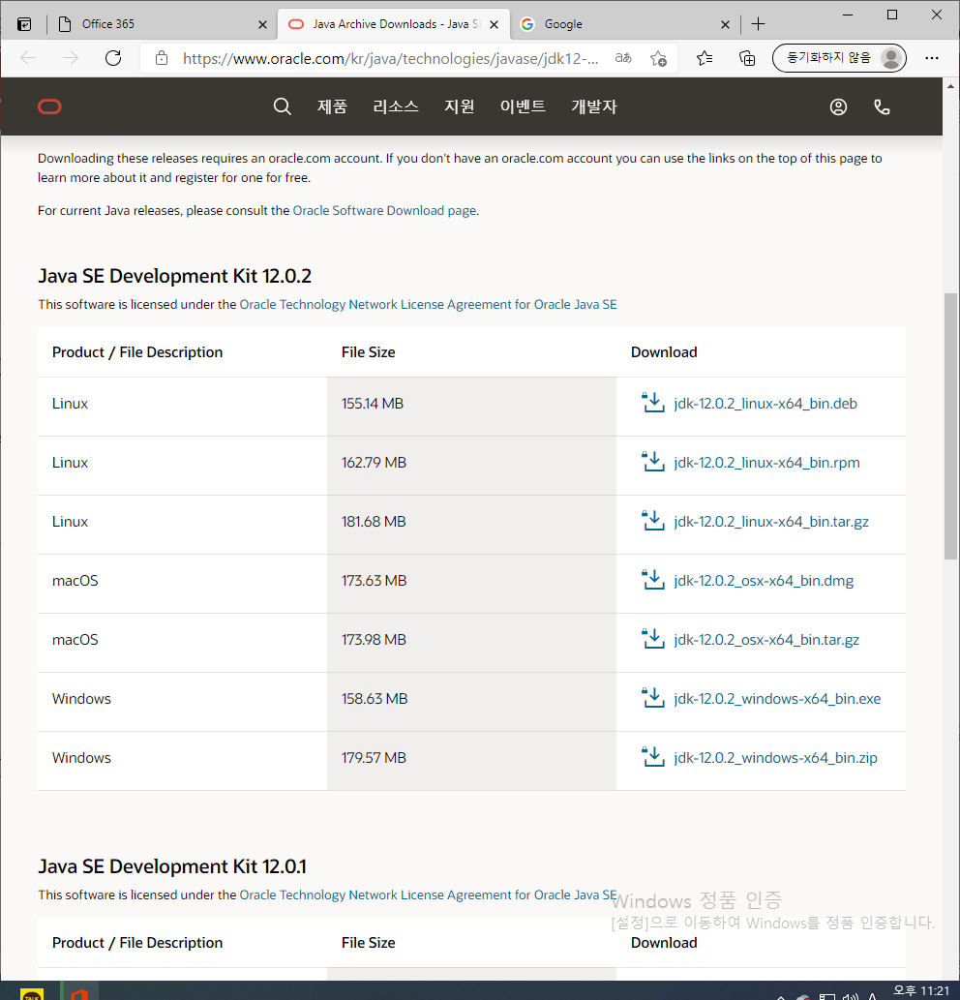 Office 365
Java Archive Downloads - Java S
Google
https://www.oracle.com/kr/java/technologies/javase/jdk12-...
동기화하지 않음
제품 리소스 지원 이벤트 개발자
Downloading these releases requires an oracle.com account. If you don't have an oracle.com account you can use the links on the top of this page to
learn more about it and register for one for free.
For current Java releases, please consult the Oracle Software Download page.
Java SE Development Kit 12.0.2
This software is licensed under the Oracle Technology Network License Agreement for Oracle Java SE
Product / File Description File Size Download
Linux 155.14 MB jdk-12.0.2_linux-x64_bin.deb
Linux 162.79 MB jdk-12.0.2_linux-x64_bin.rpm
Linux 181.68 MB jdk-12.0.2_linux-x64_bin.tar.gz
macOS 173.63 MB jdk-12.0.2_osx-x64_bin.dmg
macOS 173.98 MB jdk-12.0.2_osx-x64_bin.tar.gz
Windows 158.63 MB jdk-12.0.2_windows-x64_bin.exe
Windows 179.57 MB jdk-12.0.2_windows-x64_bin.zip
Java SE Development Kit 12.0.1
This software is licensed under the Oracle Technology Network License Agreement for Oracle Java SE
Windows 정품 인증
[설정]으로 이동하여 Windows를 정품 인증합니다.
Product / File Description File Size Download
TALK
A
오후 11:21